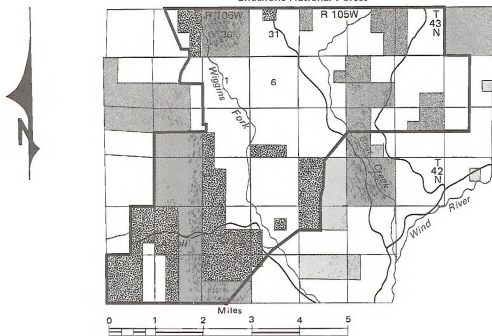 Shoshone National Forest
R 106W
R 105W
T
43
N
36
31
1
6
Wiggins
Fork
T
42
N
Creek
Wind River
N
Miles
0 1 2 3 4 5